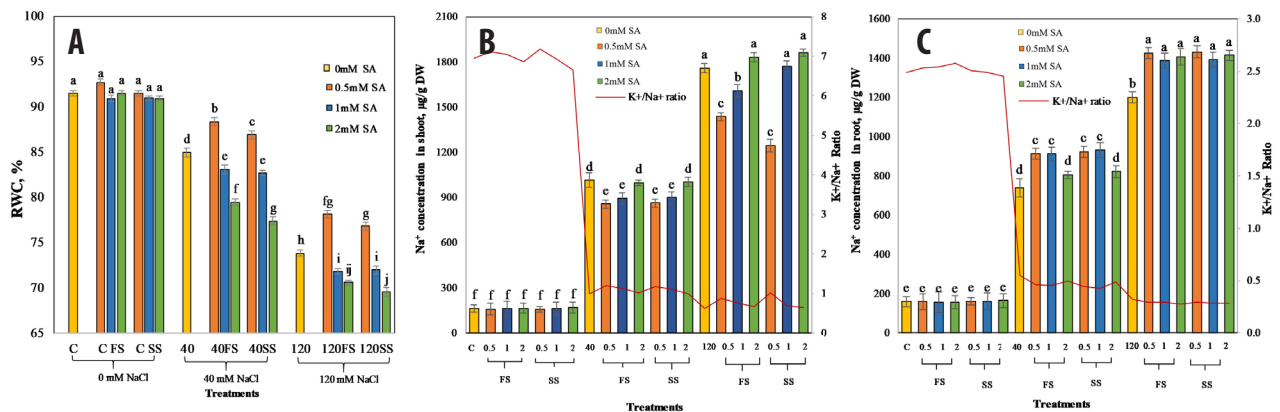 A
RWC, %
100
95
90
85
80
75
70
65
0mM SA
0.5mM SA
1mM SA
2mM SA
a a a a a a a
d b e f c e g
h fg i ij g i j
C C FS C SS 40 40FS 40SS 120 120FS 120SS
0 mM NaCl 40 mM NaCl 120 mM NaCl
Treatments
B
Na⁺ concentration in shoot, µg/g DW
2100
1800
1500
1200
900
600
300
0
0mM SA
0.5mM SA
1mM SA
2mM SA
K+/Na+ ratio
f f f f f f f
d e e d e e d
a c b a c a a
8
7
6
5
4
3
2
1
0
K+/Na+ Ratio
C 0.5 1 2 0.5 1 2 40 0.5 1 2 0.5 1 2 120 0.5 1 2 0.5 1 2
FS SS FS SS FS SS
Treatments
C
Na⁺ concentration in root, µg/g DW
1600
1400
1200
1000
800
600
400
200
0
0mM SA
0.5mM SA
1mM SA
2mM SA
K+/Na+ ratio
e e e e e e e
d c c d c c d
b a a a a a a
3.0
2.5
2.0
1.5
1.0
0.5
0.0
K+/Na+ Ratio
C 0.5 1 2 0.5 1 2 40 0.5 1 2 0.5 1 2 120 0.5 1 2 0.5 1 2
FS SS FS SS FS SS
Treatments